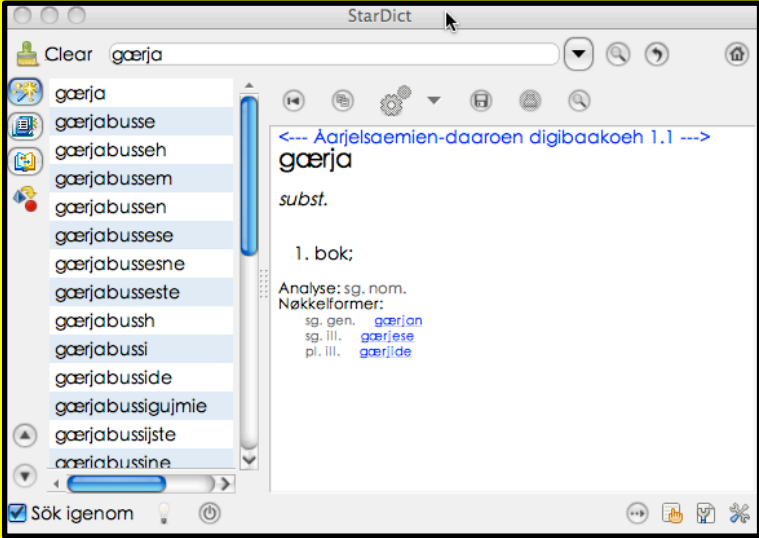 StarDict
Clear gærja
gærja
gærjabusse
gærjabusseh
gærjabussem
gærjabussen
gærjabussese
gærjabussesne
gærjabusseste
gærjabussh
gærjabussi
gærjabusside
gærjabussigujmie
gærjabussijste
gærjabussine
<--- Åarjelsaemien-daaroen digibaakoeh 1.1 --->
gærja
subst.
1. bok;
Analyse: sg. nom.
Nøkkelformer:
sg. gen. gærjan
sg. ill. gærjese
pl. ill. gærjide
Sök igenom